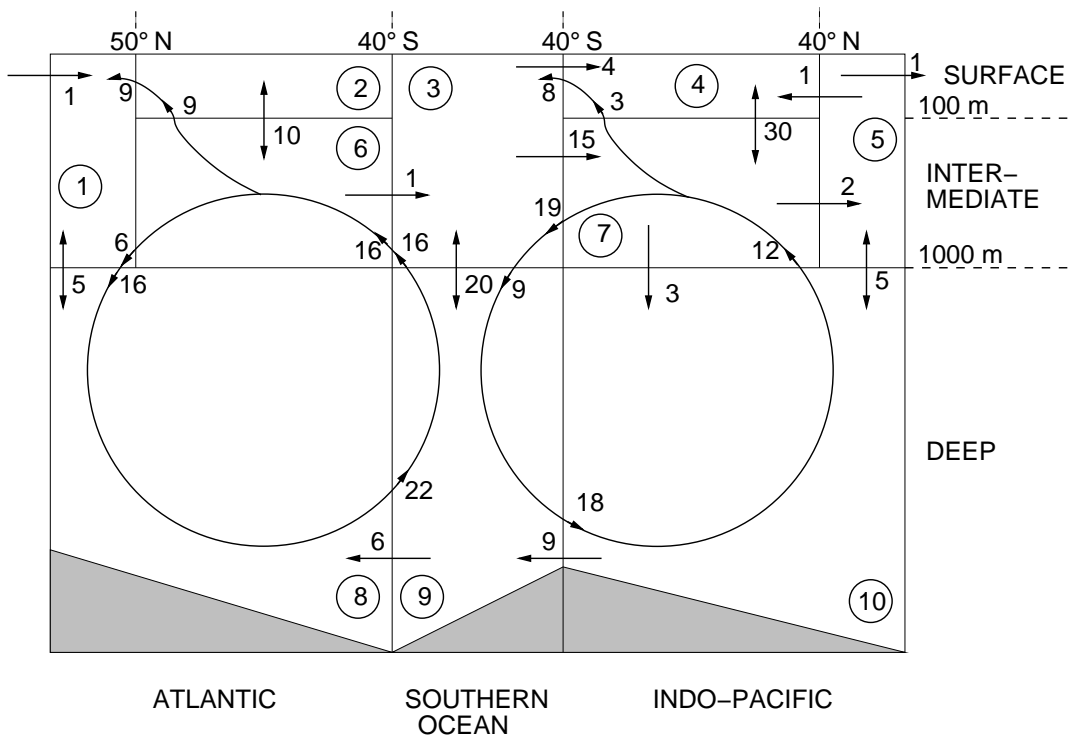 50° N 40° S 40° S 40° N
1 9 9 2 3 4 8 3 4 1 1 SURFACE
100 m
10 6 15 30 5
1 1 2 INTER–
MEDIATE
6 16 16 19 7 12 1000 m
5 16 20 9 3 5
DEEP
22 18
6 9
8 9 10
ATLANTIC SOUTHERN INDO–PACIFIC
OCEAN